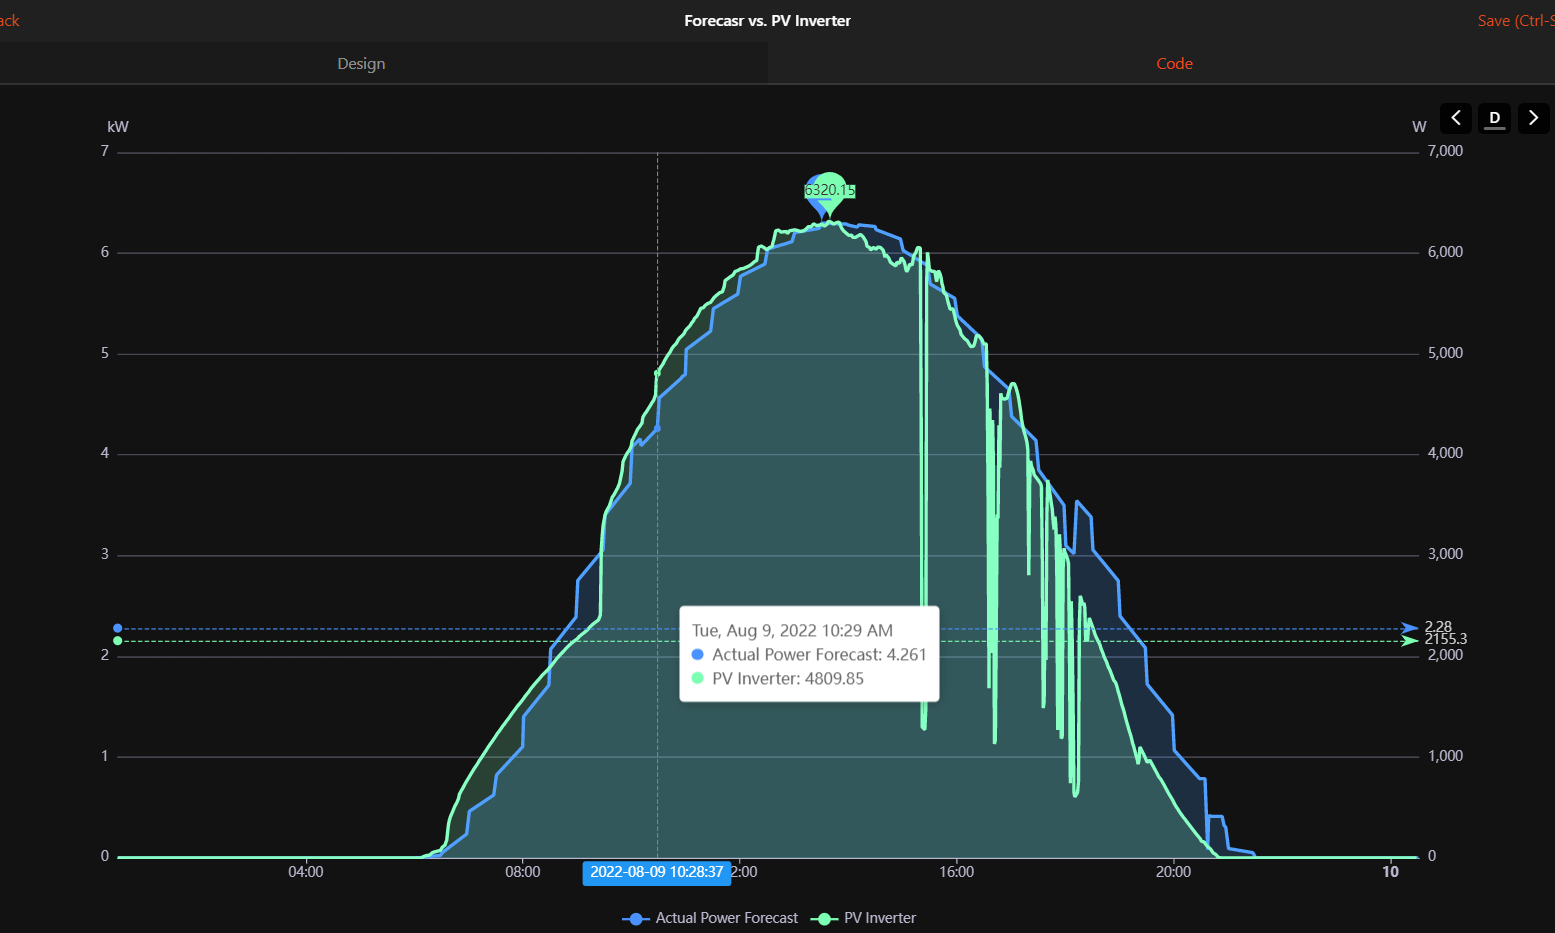 ack
Forecasr vs. PV Inverter
Save (Ctrl-S
Design
Code
kW
W
D
7
7,000
6320.15
6
6,000
5
5,000
4
4,000
3
3,000
2.28
2155.3
2
2,000
Tue, Aug 9, 2022 10:29 AM
Actual Power Forecast: 4.261
PV Inverter: 4809.85
1
1,000
0
0
04:00
08:00
2022-08-09 10:28:37
2:00
16:00
20:00
10
Actual Power Forecast
PV Inverter